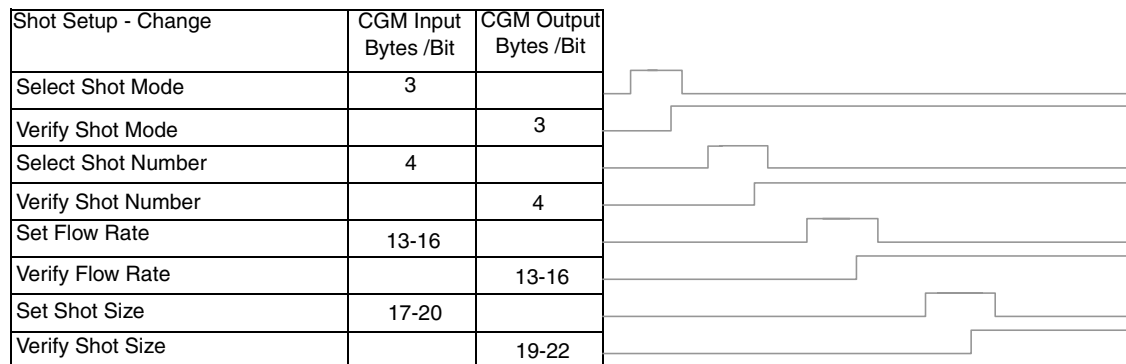 Shot Setup - Change CGM Input CGM Output
Bytes /Bit Bytes /Bit
Select Shot Mode 3
Verify Shot Mode 3
Select Shot Number 4
Verify Shot Number 4
Set Flow Rate 13-16
Verify Flow Rate 13-16
Set Shot Size 17-20
Verify Shot Size 19-22